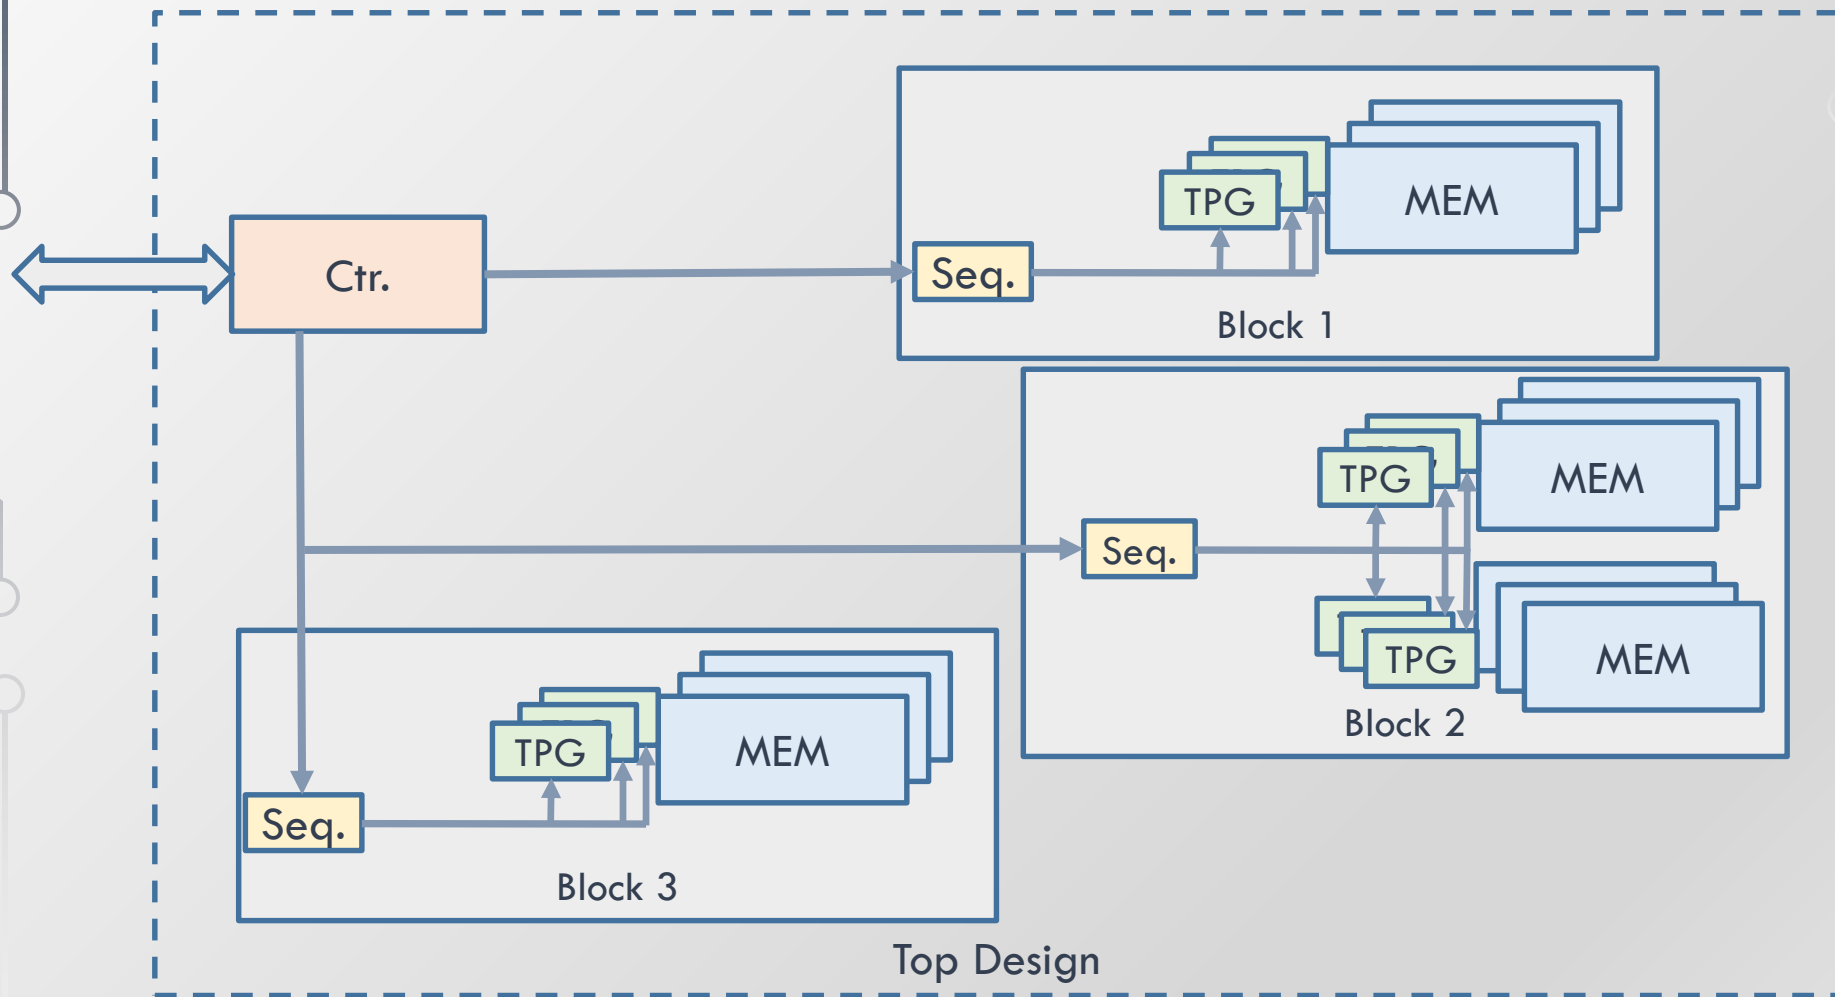 TPG
MEM
Ctr.
Seq.
Block 1
TPG
MEM
Seq.
TPG
MEM
Block 2
TPG
MEM
Seq.
Block 3
Top Design